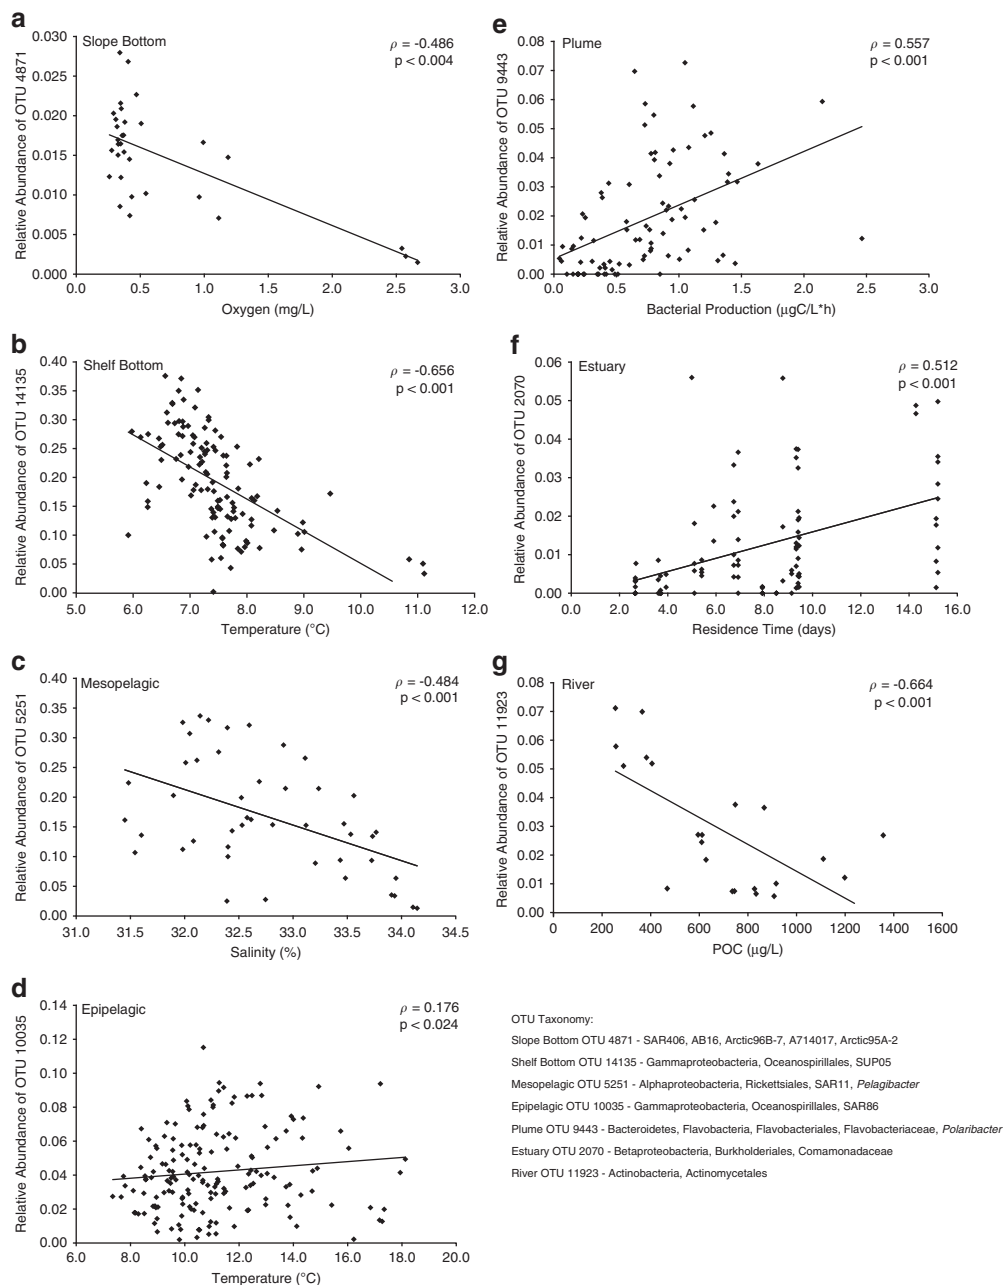 a
Slope Bottom
ρ = -0.486
p < 0.004
Relative Abundance of OTU 4871
0.030
0.025
0.020
0.015
0.010
0.005
0.000
0.0 0.5 1.0 1.5 2.0 2.5 3.0
Oxygen (mg/L)
b
Shelf Bottom
ρ = -0.656
p < 0.001
Relative Abundance of OTU 14135
0.40
0.35
0.30
0.25
0.20
0.15
0.10
0.05
0.00
5.0 6.0 7.0 8.0 9.0 10.0 11.0 12.0
Temperature (°C)
c
Mesopelagic
ρ = -0.484
p < 0.001
Relative Abundance of OTU 5251
0.40
0.35
0.30
0.25
0.20
0.15
0.10
0.05
0.00
31.0 31.5 32.0 32.5 33.0 33.5 34.0 34.5
Salinity (%)
d
Epipelagic
ρ = 0.176
p < 0.024
Relative Abundance of OTU 10035
0.14
0.12
0.10
0.08
0.06
0.04
0.02
0.00
6.0 8.0 10.0 12.0 14.0 16.0 18.0 20.0
Temperature (°C)
e
Plume
ρ = 0.557
p < 0.001
Relative Abundance of OTU 9443
0.08
0.07
0.06
0.05
0.04
0.03
0.02
0.01
0.00
0.0 0.5 1.0 1.5 2.0 2.5 3.0
Bacterial Production (μgC/L*h)
f
Estuary
ρ = 0.512
p < 0.001
Relative Abundance of OTU 2070
0.06
0.05
0.04
0.03
0.02
0.01
0.00
0.0 2.0 4.0 6.0 8.0 10.0 12.0 14.0 16.0
Residence Time (days)
g
River
ρ = -0.664
p < 0.001
Relative Abundance of OTU 11923
0.08
0.07
0.06
0.05
0.04
0.03
0.02
0.01
0.00
0 200 400 600 800 1000 1200 1400 1600
POC (μg/L)
OTU Taxonomy:
Slope Bottom OTU 4871 - SAR406, AB16, Arctic96B-7, A714017, Arctic95A-2
Shelf Bottom OTU 14135 - Gammaproteobacteria, Oceanospirillales, SUP05
Mesopelagic OTU 5251 - Alphaproteobacteria, Rickettsiales, SAR11, Pelagibacter
Epipelagic OTU 10035 - Gammaproteobacteria, Oceanospirillales, SAR86
Plume OTU 9443 - Bacteroidetes, Flavobacteria, Flavobacteriales, Flavobacteriaceae, Polaribacter
Estuary OTU 2070 - Betaproteobacteria, Burkholderiales, Comamonadaceae
River OTU 11923 - Actinobacteria, Actinomycetales